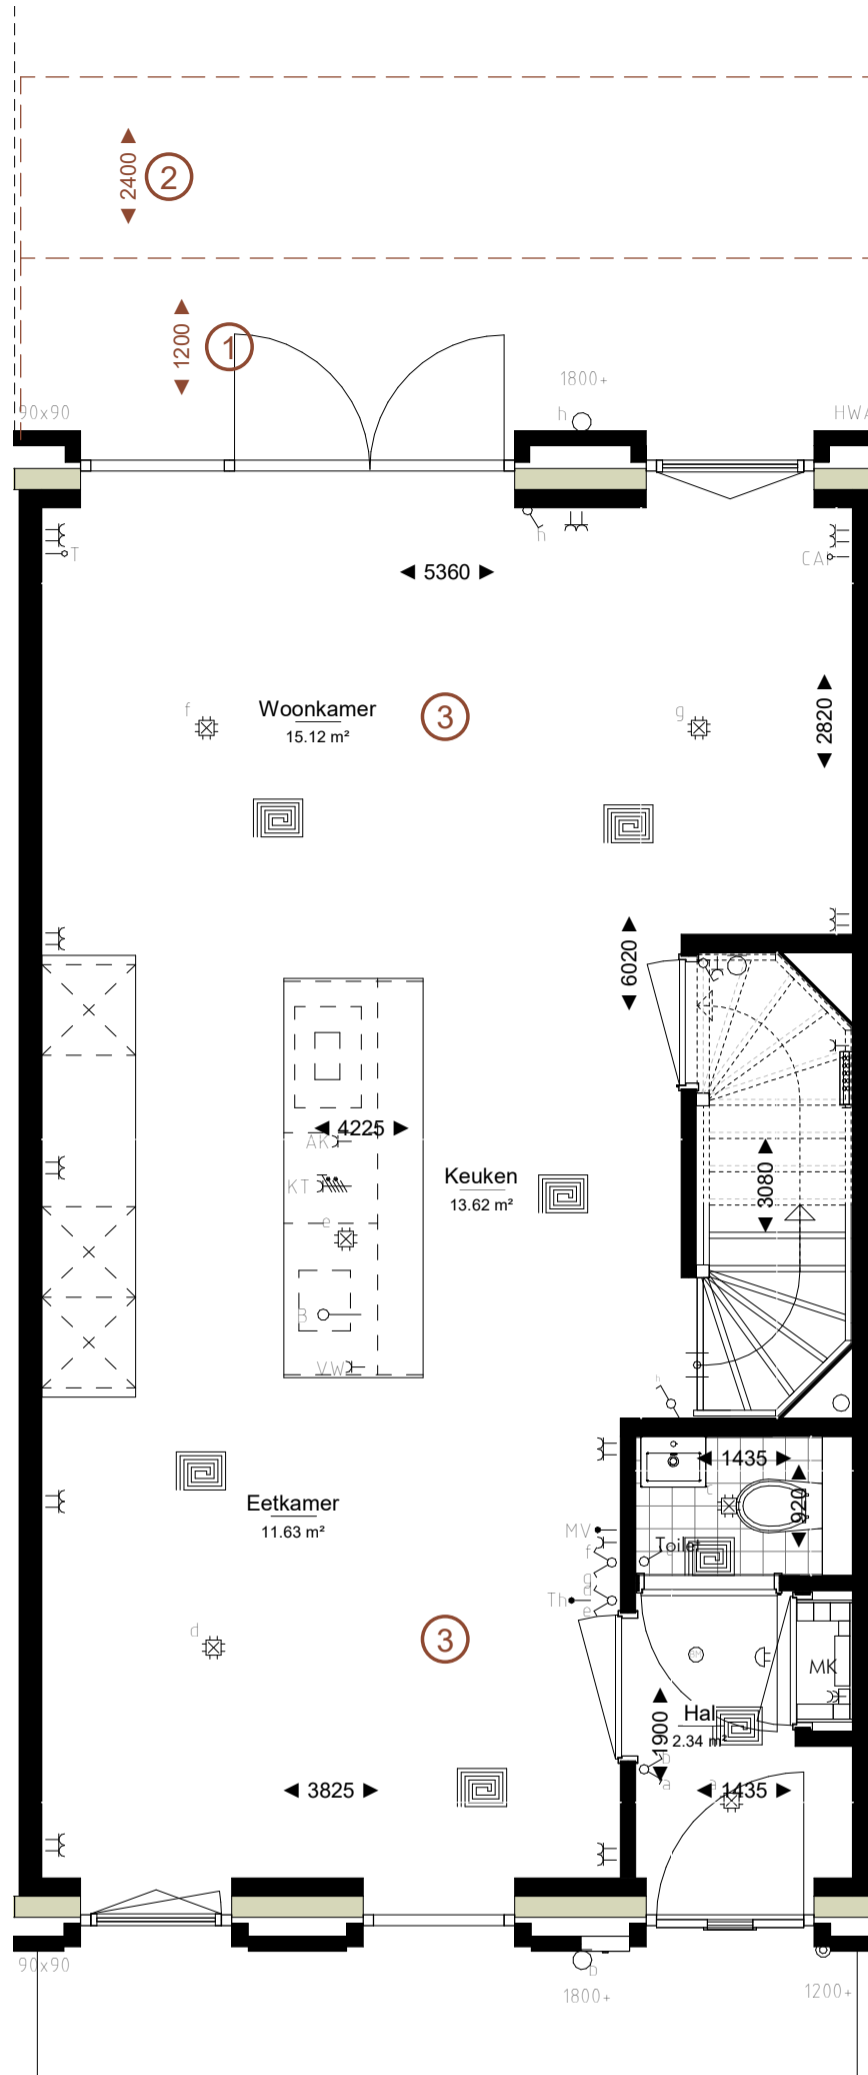 2400
2
1200
1
1800+
90x90
h
HWA
T
h
CAI
5360
f
Woonkamer
15.12 m²
3
g
2820
6020
4225
AK
Keuken
13.62 m²
KT
e
3080
B
VW
h
1435
920
c
Eetkamer
11.63 m²
MV
Toilet
f
g
d
Th
e
d
3
MK
Hal
2.34 m²
1900
b
a
a
3825
1435
90x90
b
1800+
1200+